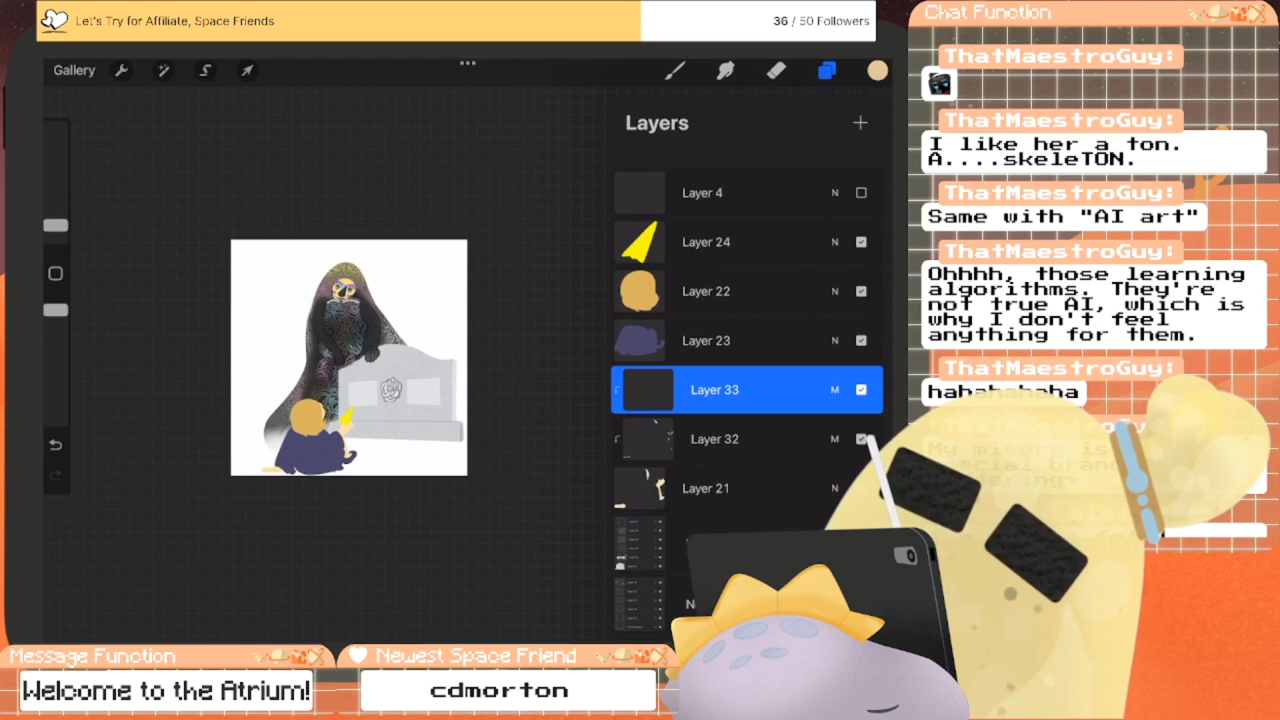 Let's Try for Affiliate, Space Friends
36 / 50 Followers
Gallery
Layers
Layer 4
N
Layer 24
N
Layer 22
N
Layer 23
N
Layer 33
M
Layer 32
M
Layer 21
N
N
Chat Function
ThatMaestroGuy:
ThatMaestroGuy:
I like her a ton.
A....skeleTON.
ThatMaestroGuy:
Same with "AI art"
ThatMaestroGuy:
Ohhhh, those learning
algorithms. They're
not true AI, which is
why I don't feel
anything for them.
ThatMaestroGuy:
hahahahaha
My misery is
Message Function
Welcome to the Atrium!
Newest Space Friend
cdmorton